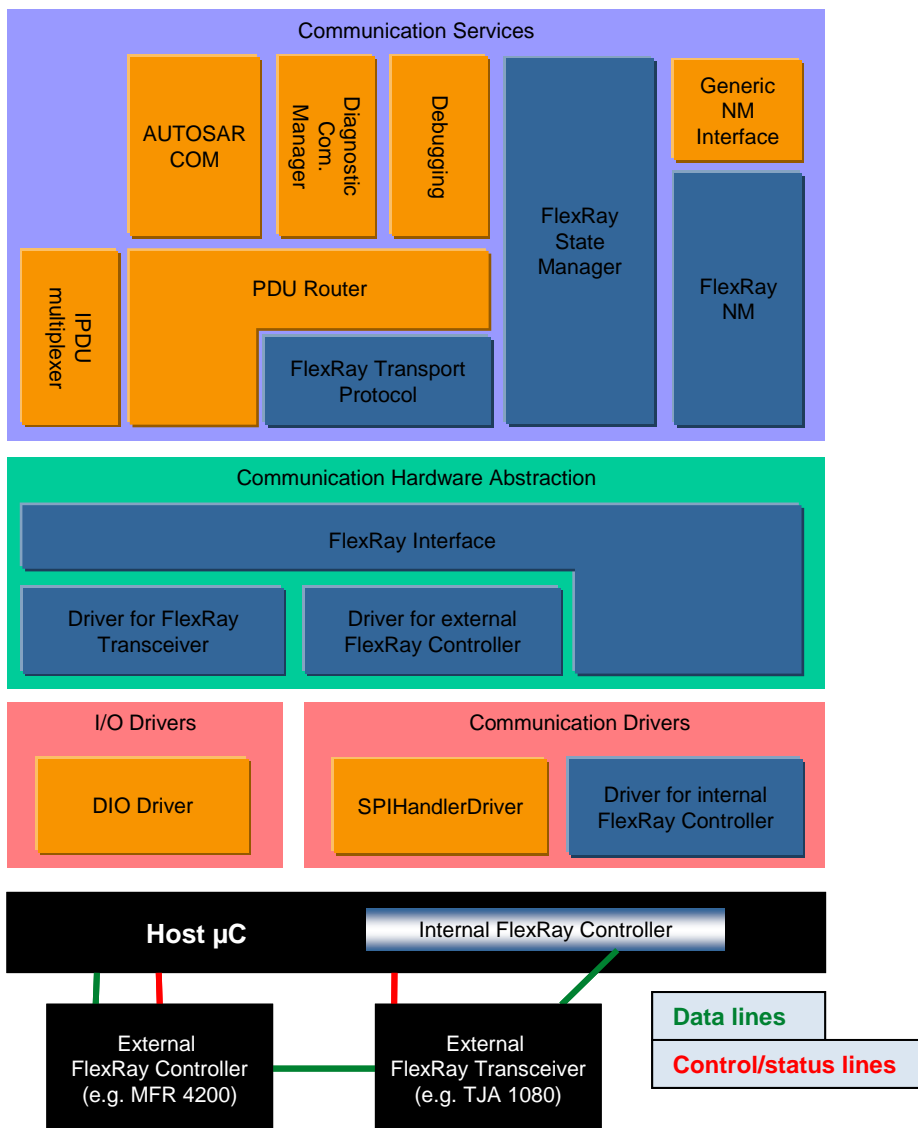 Communication Services
AUTOSAR
COM
Diagnostic
Com.
Manager
Debugging
FlexRay
State
Manager
Generic
NM
Interface
FlexRay
NM
IPDU
multiplexer
PDU Router
FlexRay Transport
Protocol
Communication Hardware Abstraction
FlexRay Interface
Driver for FlexRay
Transceiver
Driver for external
FlexRay Controller
I/O Drivers
DIO Driver
Communication Drivers
SPIHandlerDriver
Driver for internal
FlexRay Controller
Host µC
Internal FlexRay Controller
External
FlexRay Controller
(e.g. MFR 4200)
External
FlexRay Transceiver
(e.g. TJA 1080)
Data lines
Control/status lines